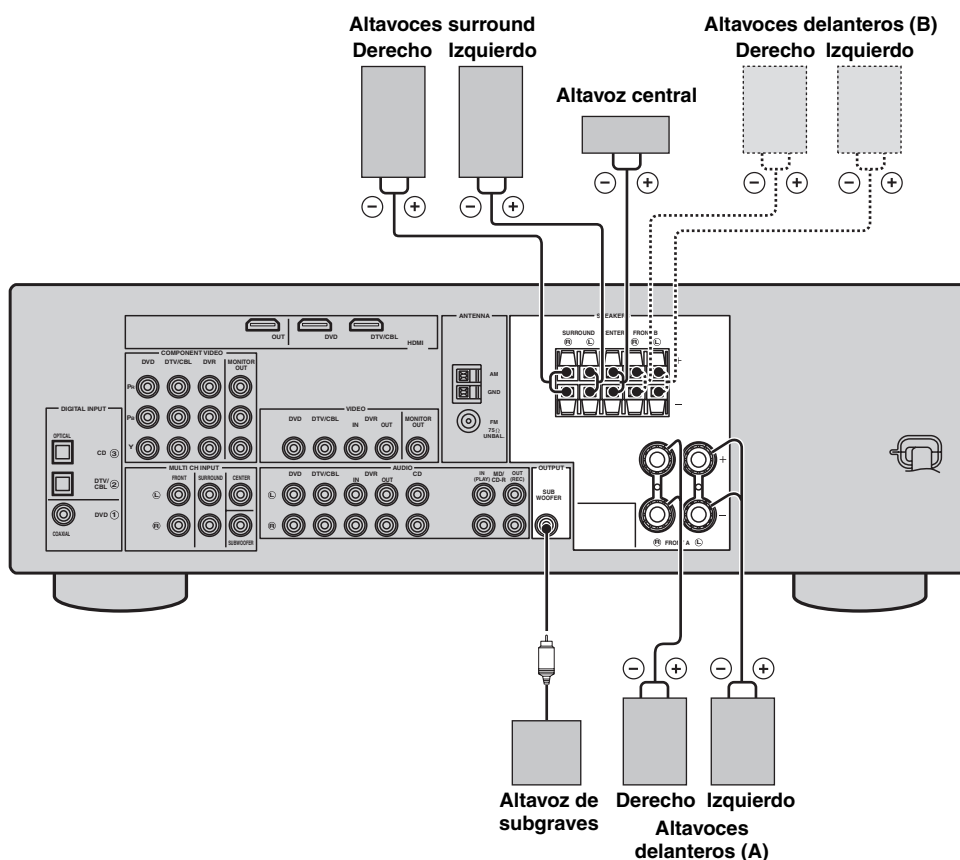 Altavoces surround
Derecho Izquierdo
Altavoces delanteros (B)
Derecho Izquierdo
Altavoz central
− +
− +
− +
− +
− +
OUT DVD DTV/CBL HDMI
COMPONENT VIDEO
DVD DTV/CBL DVR MONITOR OUT
PR
PB
Y
DIGITAL INPUT
OPTICAL
CD 3
DTV/CBL 2
DVD 1
COAXIAL
VIDEO
DVD DTV/CBL DVR IN OUT MONITOR OUT
ANTENNA
AM
GND
FM
75Ω
UNBAL.
SURROUND FRONT B
R L R L
+
−
MULTI CH INPUT
FRONT SURROUND CENTER
L
R
SUBWOOFER
AUDIO
DVD DTV/CBL DVR IN OUT CD
L
R
IN (PLAY) MD/CD-R OUT (REC)
OUTPUT
SUB
WOOFER
+
−
R FRONT A L
− +
− +
Altavoz de
subgraves
Derecho Izquierdo
Altavoces
delanteros (A)